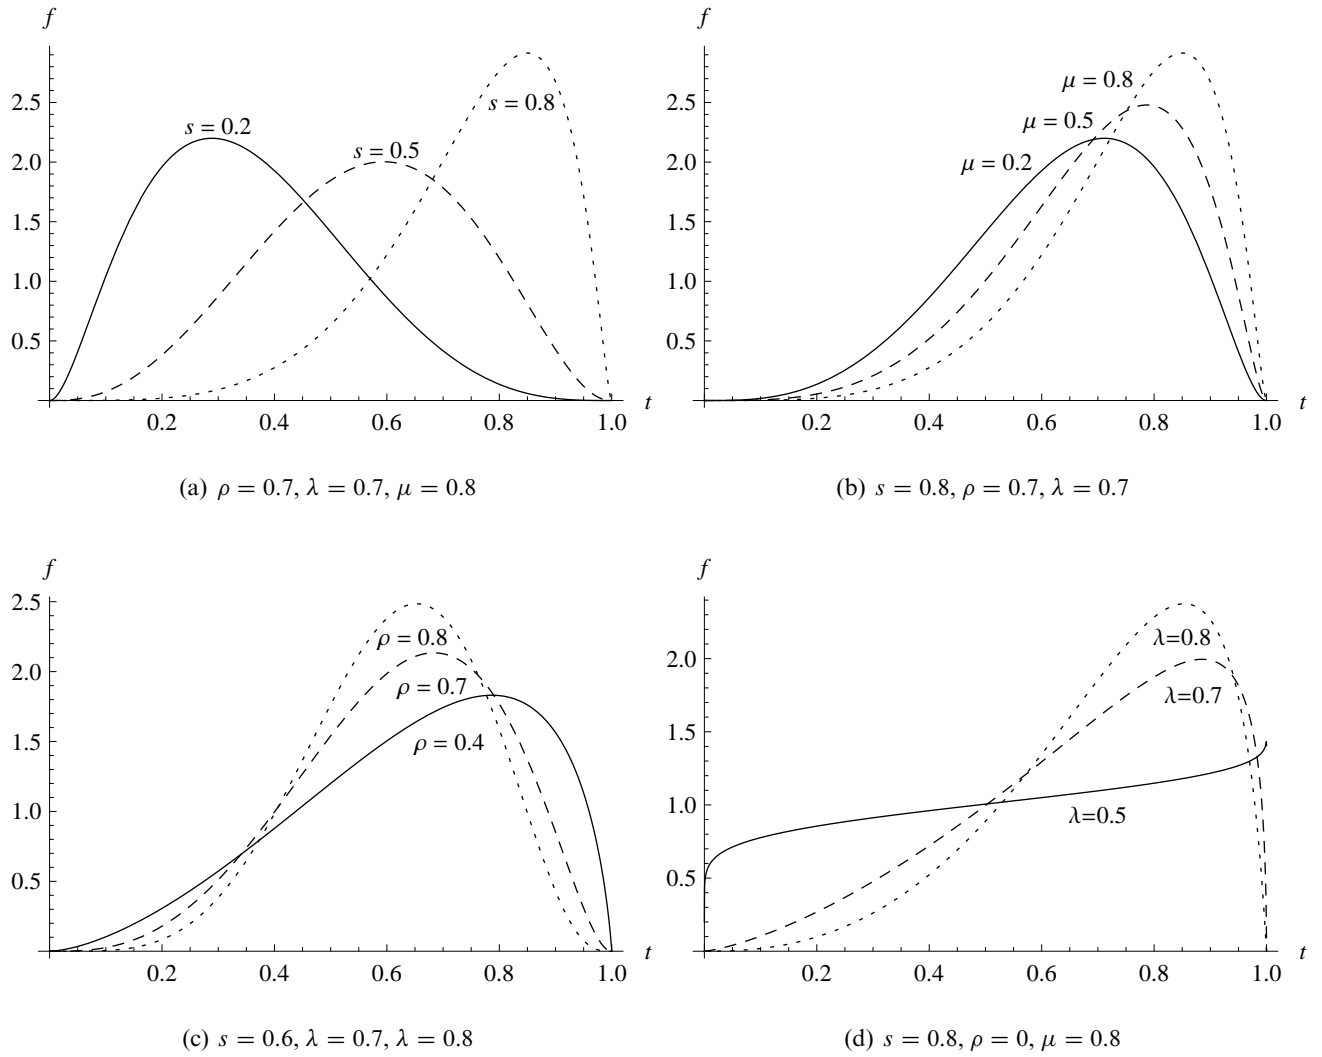 f
2.5
2.0
1.5
1.0
0.5
0.2 0.4 0.6 0.8 1.0
t
s = 0.2
s = 0.5
s = 0.8
(a) ρ = 0.7, λ = 0.7, μ = 0.8
f
2.5
2.0
1.5
1.0
0.5
0.2 0.4 0.6 0.8 1.0
t
μ = 0.8
μ = 0.5
μ = 0.2
(b) s = 0.8, ρ = 0.7, λ = 0.7
f
2.5
2.0
1.5
1.0
0.5
0.2 0.4 0.6 0.8 1.0
t
ρ = 0.8
ρ = 0.7
ρ = 0.4
(c) s = 0.6, λ = 0.7, λ = 0.8
f
2.0
1.5
1.0
0.5
0.2 0.4 0.6 0.8 1.0
t
λ=0.8
λ=0.7
λ=0.5
(d) s = 0.8, ρ = 0, μ = 0.8